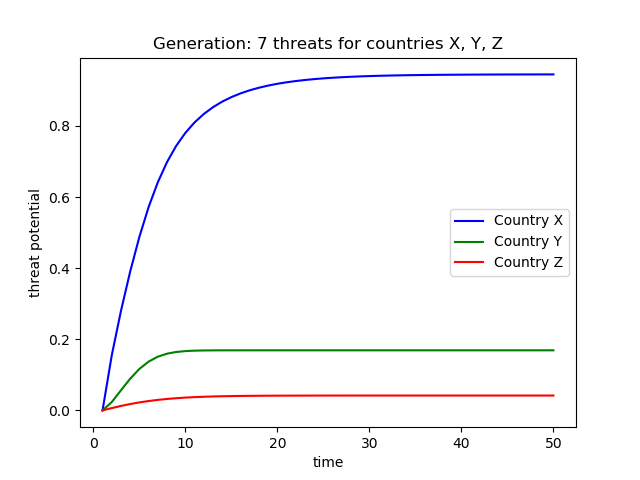 Generation: 7 threats for countries X, Y, Z
threat potential
0.8
0.6
0.4
0.2
0.0
Country X
Country Y
Country Z
0 10 20 30 40 50
time